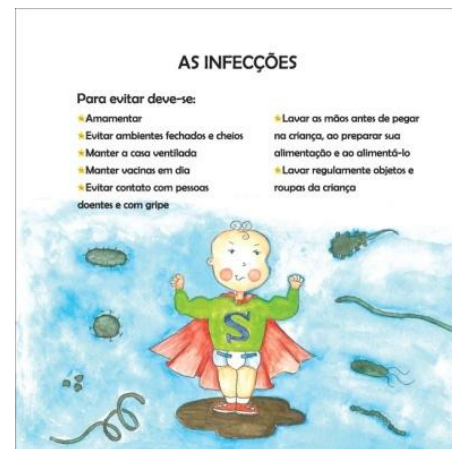 AS INFECÇÕES
Para evitar deve-se:
Amamentar
Evitar ambientes fechados e cheios
Manter a casa ventilada
Manter vacinas em dia
Evitar contato com pessoas
doentes e com gripe
Lavar as mãos antes de pegar
na criança, ao preparar sua
alimentação e ao alimentá-lo
Lavar regulamente objetos e
roupas da criança
S